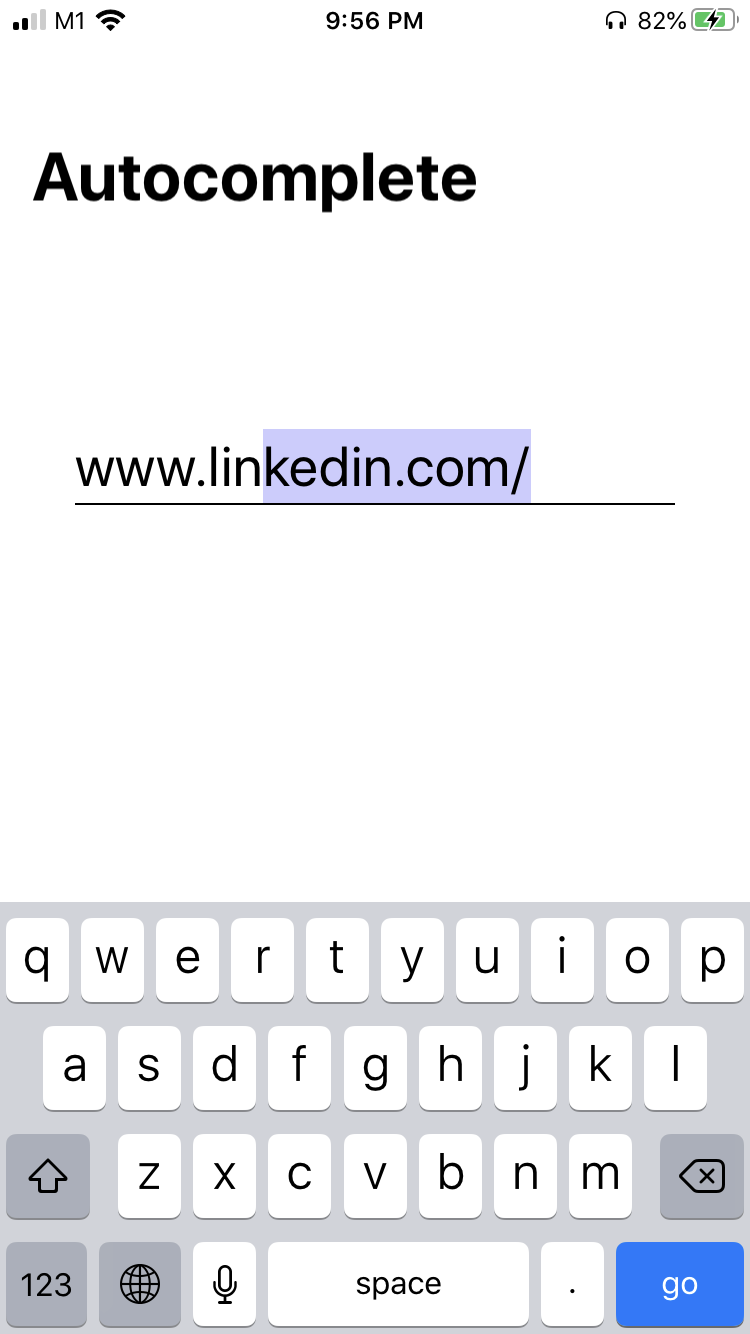 M1 9:56 PM 82%
Autocomplete
www.linkedin.com/
q w e r t y u i o p
a s d f g h j k l
z x c v b n m
123 space . go